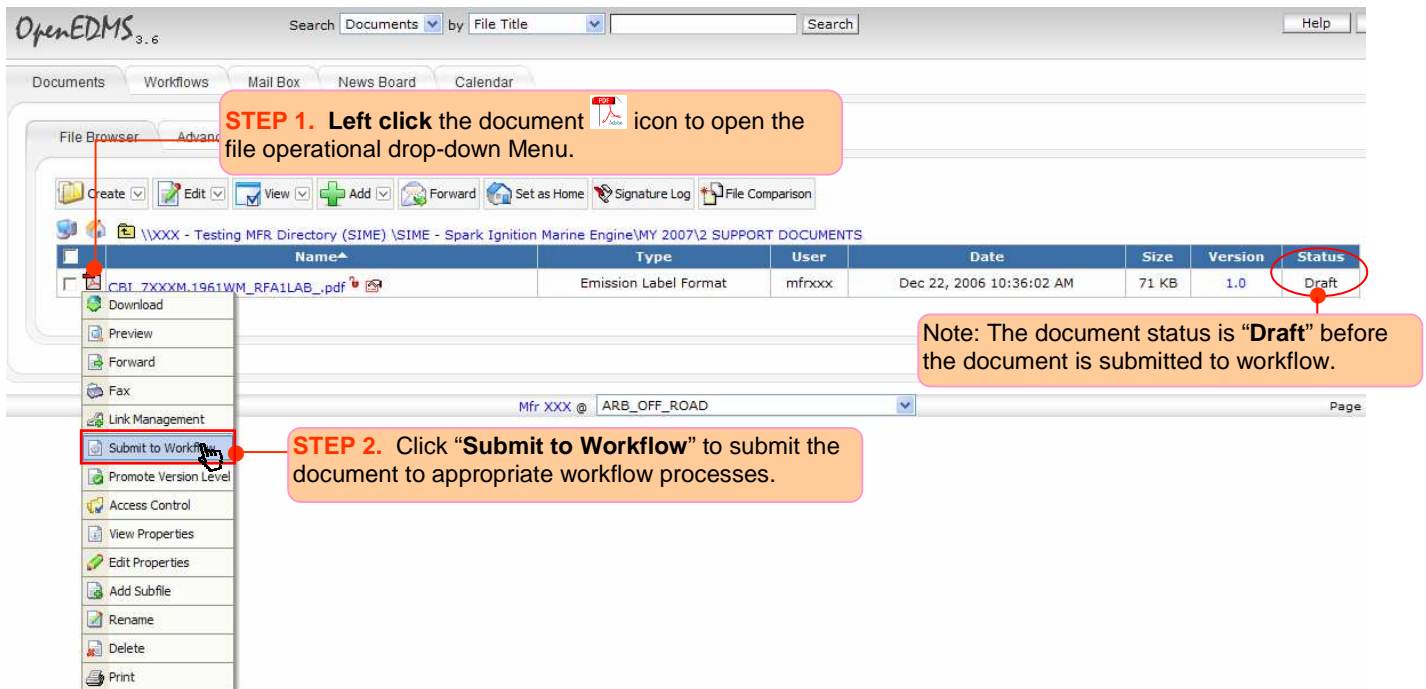 OpenEDMS 3.6
Search Documents by File Title Search Help
Documents Workflows Mail Box News Board Calendar
STEP 1. Left click the document icon to open the
file operational drop-down Menu.
File Browser
Create Edit View Add Forward Set as Home Signature Log File Comparison
\\XXX - Testing MFR Directory (SIME) \SIME - Spark Ignition Marine Engine\MY 2007\2 SUPPORT DOCUMENTS
Name Type User Date Size Version Status
CBI_7XXXM.1961WM_RFA1LAB_.pdf Emission Label Format mfrxxx Dec 22, 2006 10:36:02 AM 71 KB 1.0 Draft
Note: The document status is “Draft” before
the document is submitted to workflow.
Download
Preview
Forward
Fax
Link Management
Mfr XXX @ ARB_OFF_ROAD Page
Submit to Workflow
STEP 2. Click “Submit to Workflow” to submit the
document to appropriate workflow processes.
Promote Version Level
Access Control
View Properties
Edit Properties
Add Subfile
Rename
Delete
Print